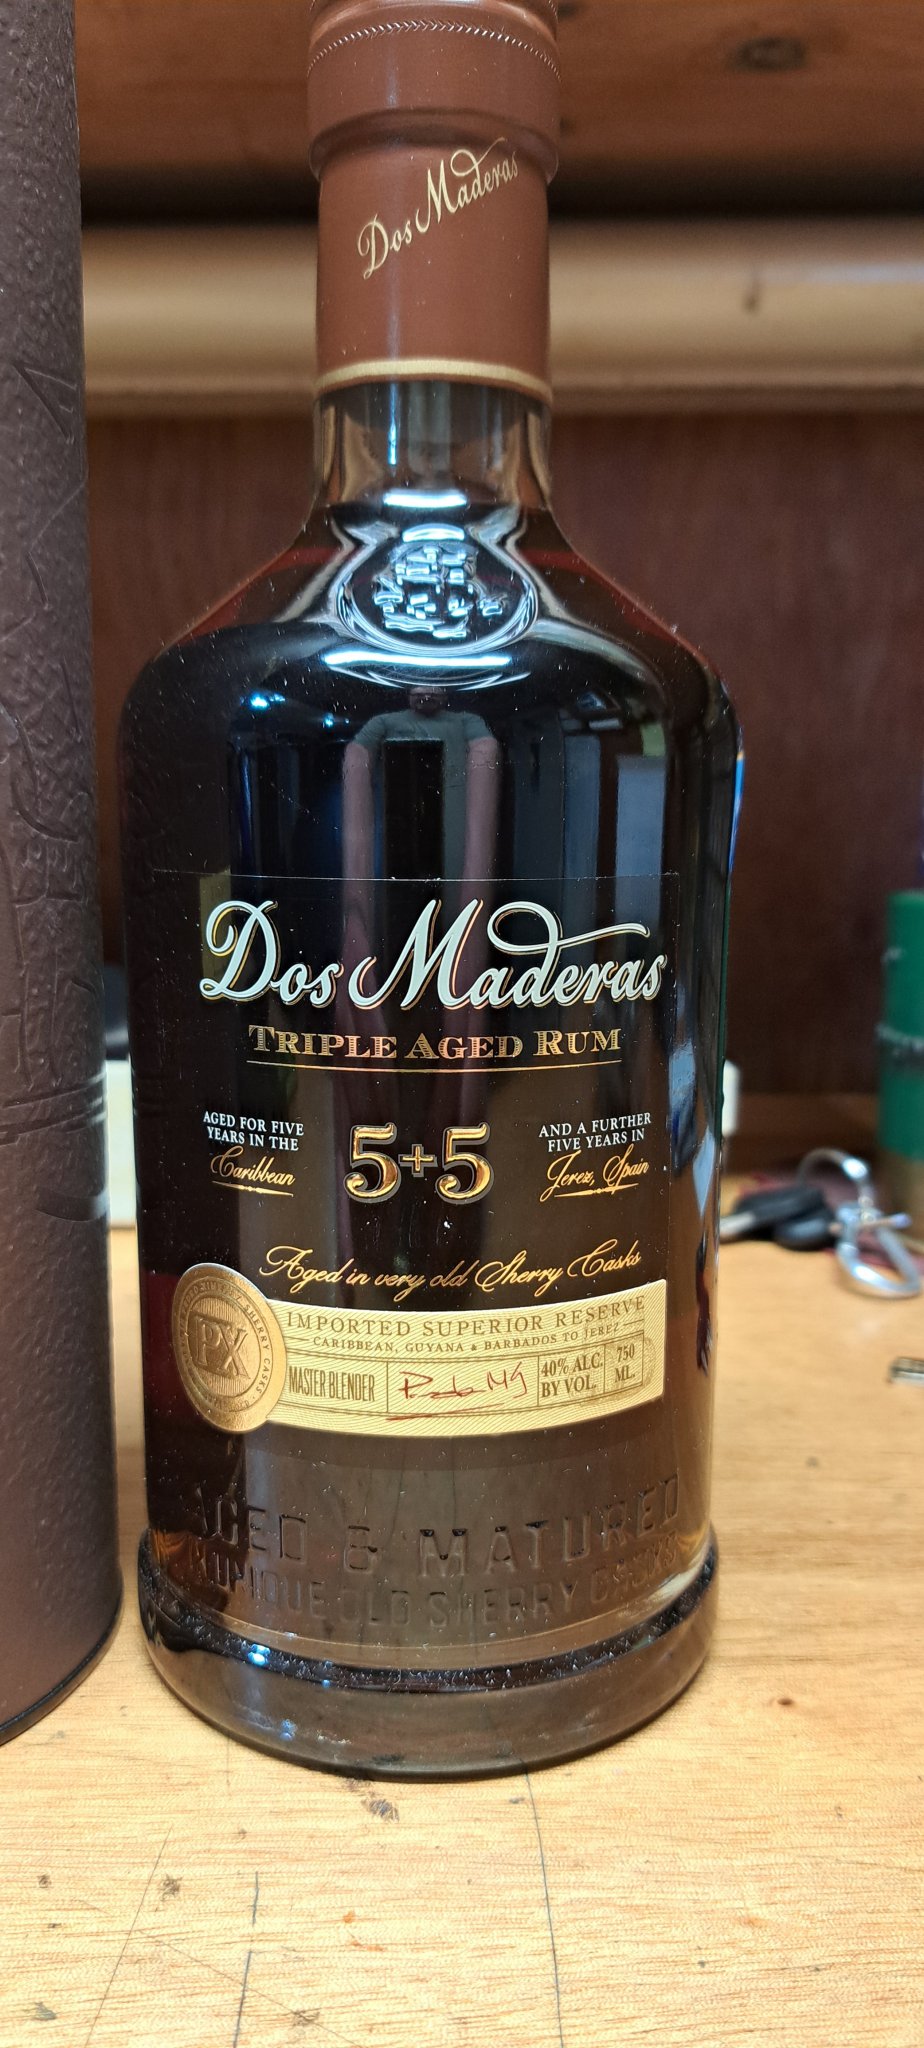 Dos Maderas
Dos Maderas
TRIPLE AGED RUM
AGED FOR FIVE
YEARS IN THE
Caribbean
5+5
AND A FURTHER
FIVE YEARS IN
Jerez, Spain
Aged in very old Sherry Casks
IMPORTED SUPERIOR RESERVE
CARIBBEAN, GUYANA & BARBADOS TO JEREZ
PX
SHERRY CASKS
MASTER BLENDER
40% ALC.
BY VOL.
750
ML.
AGED & MATURED
OLD SHERRY CASKS